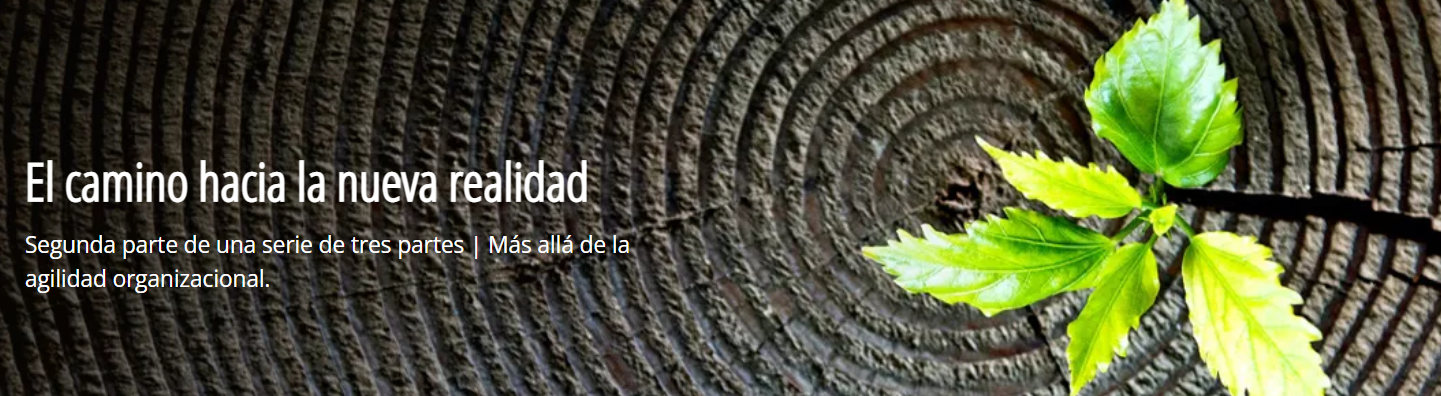 El camino hacia la nueva realidad
Segunda parte de una serie de tres partes | Más allá de la
agilidad organizacional.